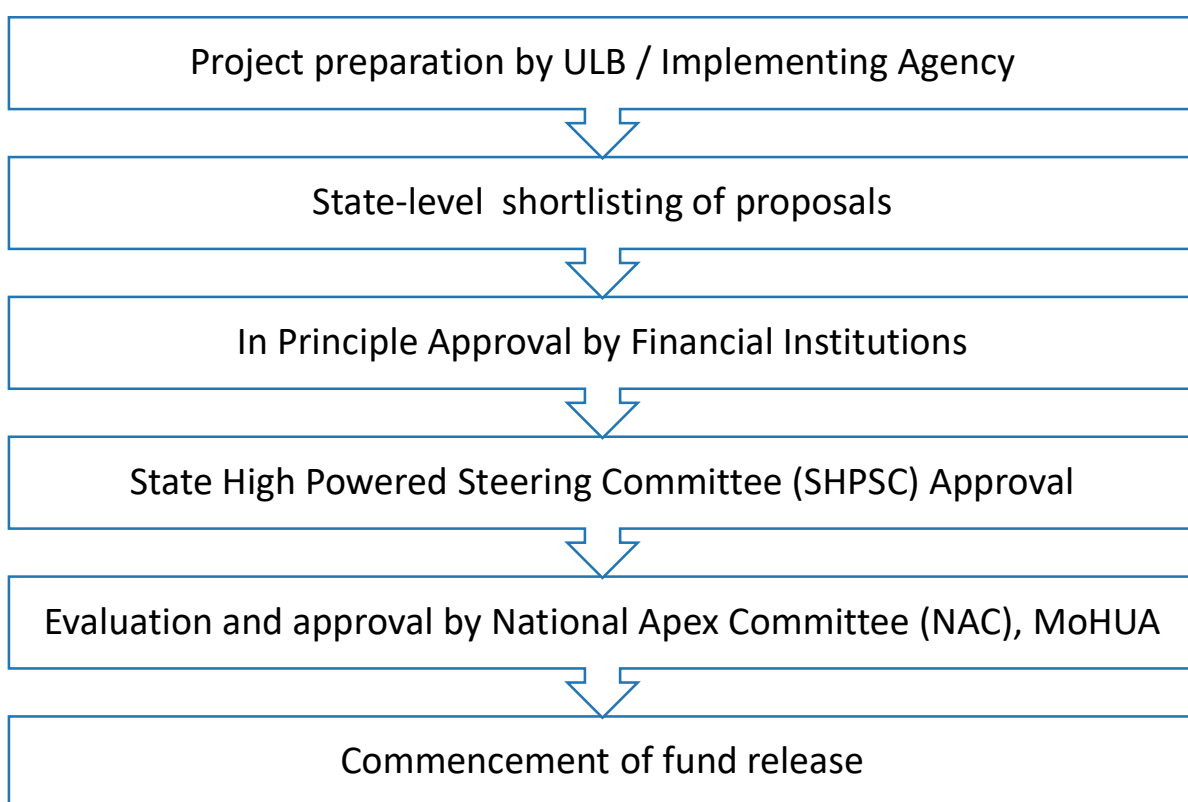 Project preparation by ULB / Implementing Agency
State-level  shortlisting of proposals
In Principle Approval by Financial Institutions
State High Powered Steering Committee (SHPSC) Approval
Evaluation and approval by National Apex Committee (NAC), MoHUA
Commencement of fund release